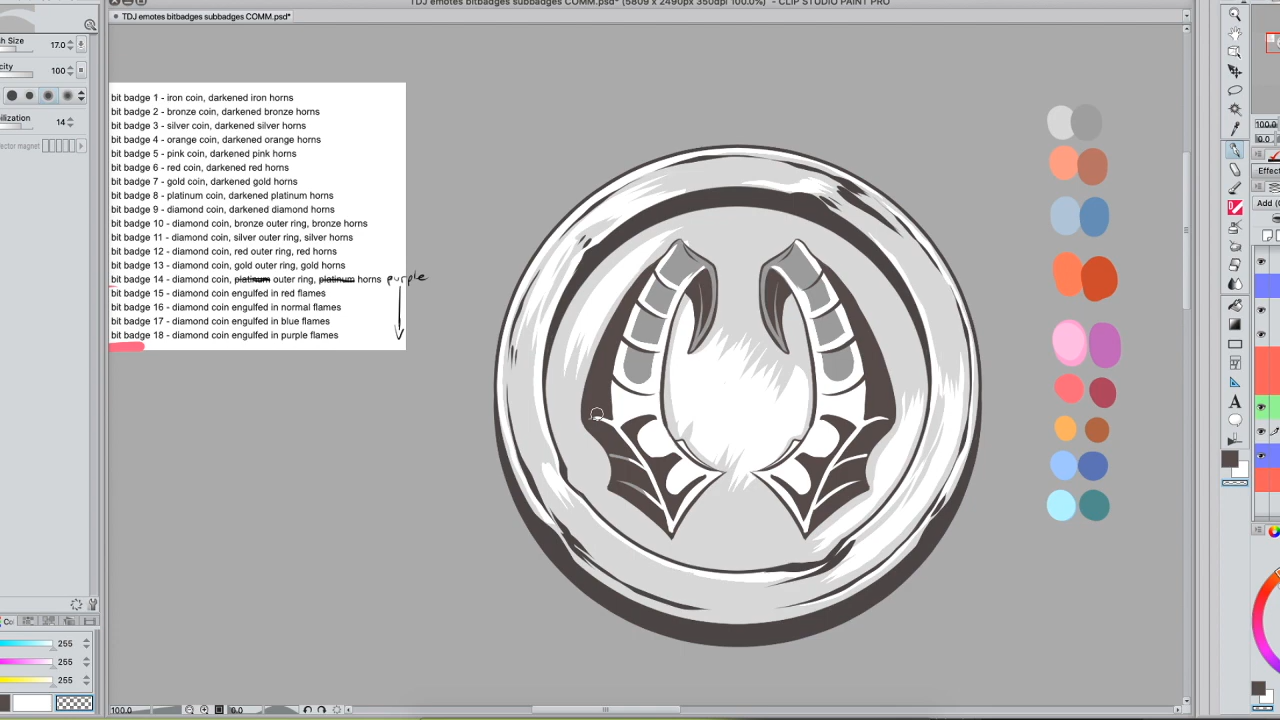 TDJ emotes bitbadges subbadges COMM.psd* (5809 x 2490px 350dpi 100.0%) - CLIP STUDIO PAINT PRO
TDJ emotes bitbadges subbadges COMM.psd*
Size 17.0
100
14
bit badge 1 - iron coin, darkened iron horns
bit badge 2 - bronze coin, darkened bronze horns
bit badge 3 - silver coin, darkened silver horns
bit badge 4 - orange coin, darkened orange horns
bit badge 5 - pink coin, darkened pink horns
bit badge 6 - red coin, darkened red horns
bit badge 7 - gold coin, darkened gold horns
bit badge 8 - platinum coin, darkened platinum horns
bit badge 9 - diamond coin, darkened diamond horns
bit badge 10 - diamond coin, bronze outer ring, bronze horns
bit badge 11 - diamond coin, silver outer ring, silver horns
bit badge 12 - diamond coin, red outer ring, red horns
bit badge 13 - diamond coin, gold outer ring, gold horns
bit badge 14 - diamond coin, platinum outer ring, platinum horns purple
bit badge 15 - diamond coin engulfed in red flames
bit badge 16 - diamond coin engulfed in normal flames
bit badge 17 - diamond coin engulfed in blue flames
bit badge 18 - diamond coin engulfed in purple flames
255
255
255
100.0
0.0
100.0
0.0
Effect
Add (